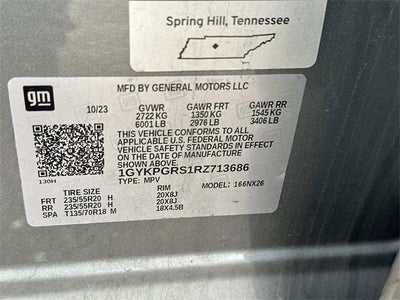 Spring Hill, Tennessee
gm
MFD BY GENERAL MOTORS LLC
10/23 GVWR GAWR FRT GAWR RR
2722 KG 1350 KG 1545 KG
6001 LB 2976 LB 3406 LB
THIS VEHICLE CONFORMS TO ALL
APPLICABLE U.S. FEDERAL MOTOR
VEHICLE SAFETY STANDARDS IN EFFECT
ON THE DATE OF MANUFACTURE
SHOWN ABOVE.
1GYKPGRS1RZ713686
130H TYPE: MPV MODEL: 166NX26
TIRE SIZE RIM
FRT 235/55R20 H 20X8J
RR 235/55R20 H 20X8J
SPA T135/70R18 M 18X4.5B